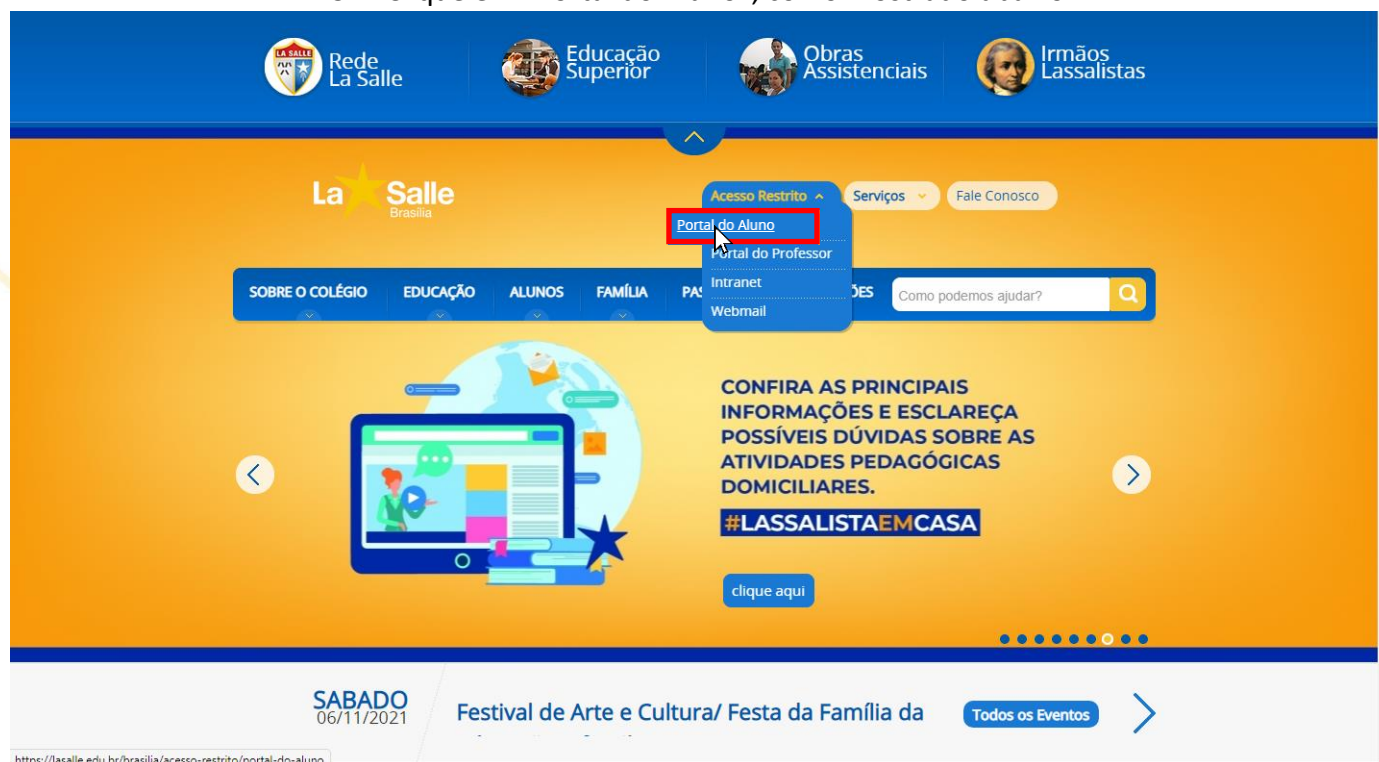 LA SALLE
Rede
La Salle
Educação
Superior
Obras
Assistenciais
Irmãos
Lassalistas
La Salle
Brasília
Acesso Restrito
Serviços
Fale Conosco
Portal do Aluno
Portal do Professor
Intranet
Webmail
SOBRE O COLÉGIO EDUCAÇÃO ALUNOS FAMÍLIA
Como podemos ajudar?
CONFIRA AS PRINCIPAIS
INFORMAÇÕES E ESCLAREÇA
POSSÍVEIS DÚVIDAS SOBRE AS
ATIVIDADES PEDAGÓGICAS
DOMICILIARES.
#LASSALISTAEMCASA
clique aqui
SABADO
06/11/2021
Festival de Arte e Cultura/ Festa da Família da
Todos os Eventos
https://lasalle.edu.br/brasilia/acesso-restrito/portal-do-aluno